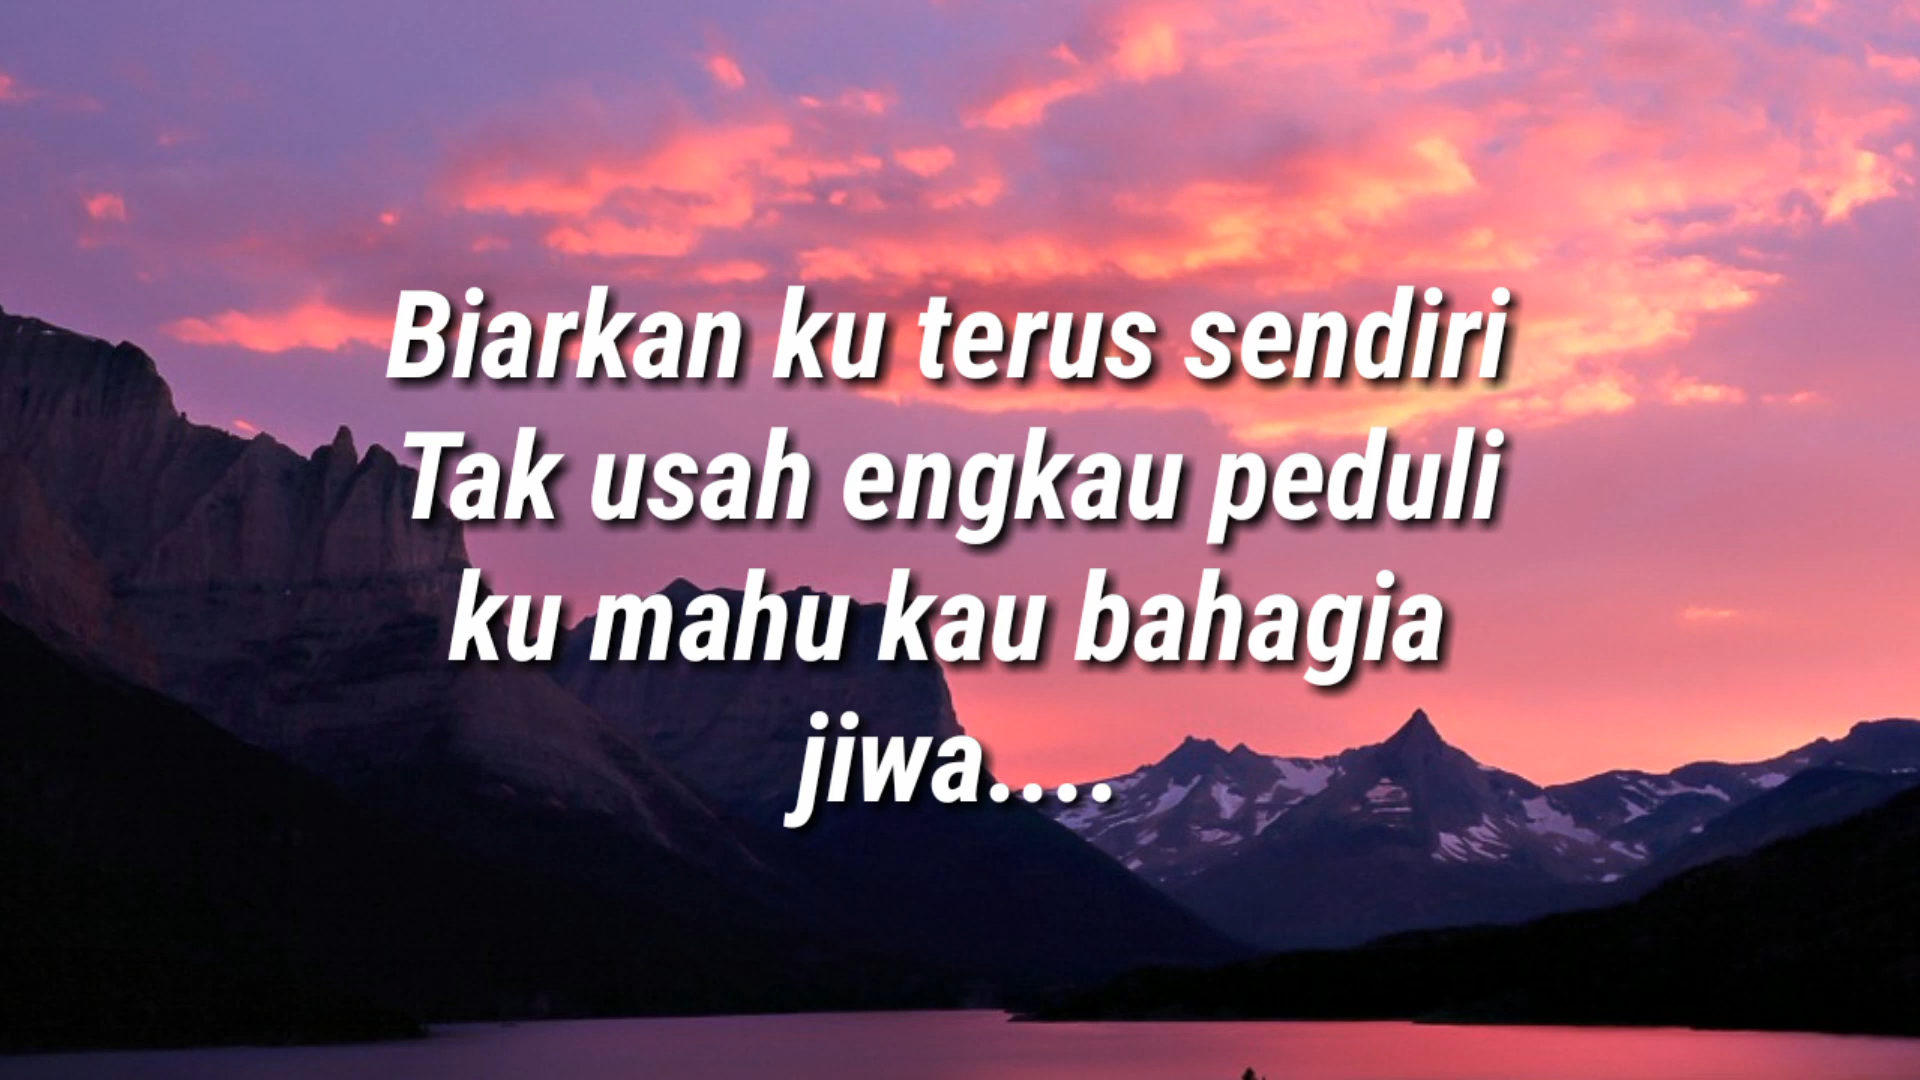 Biarkan ku terus sendiri
Tak usah engkau peduli
ku mahu kau bahagia
jiwa....